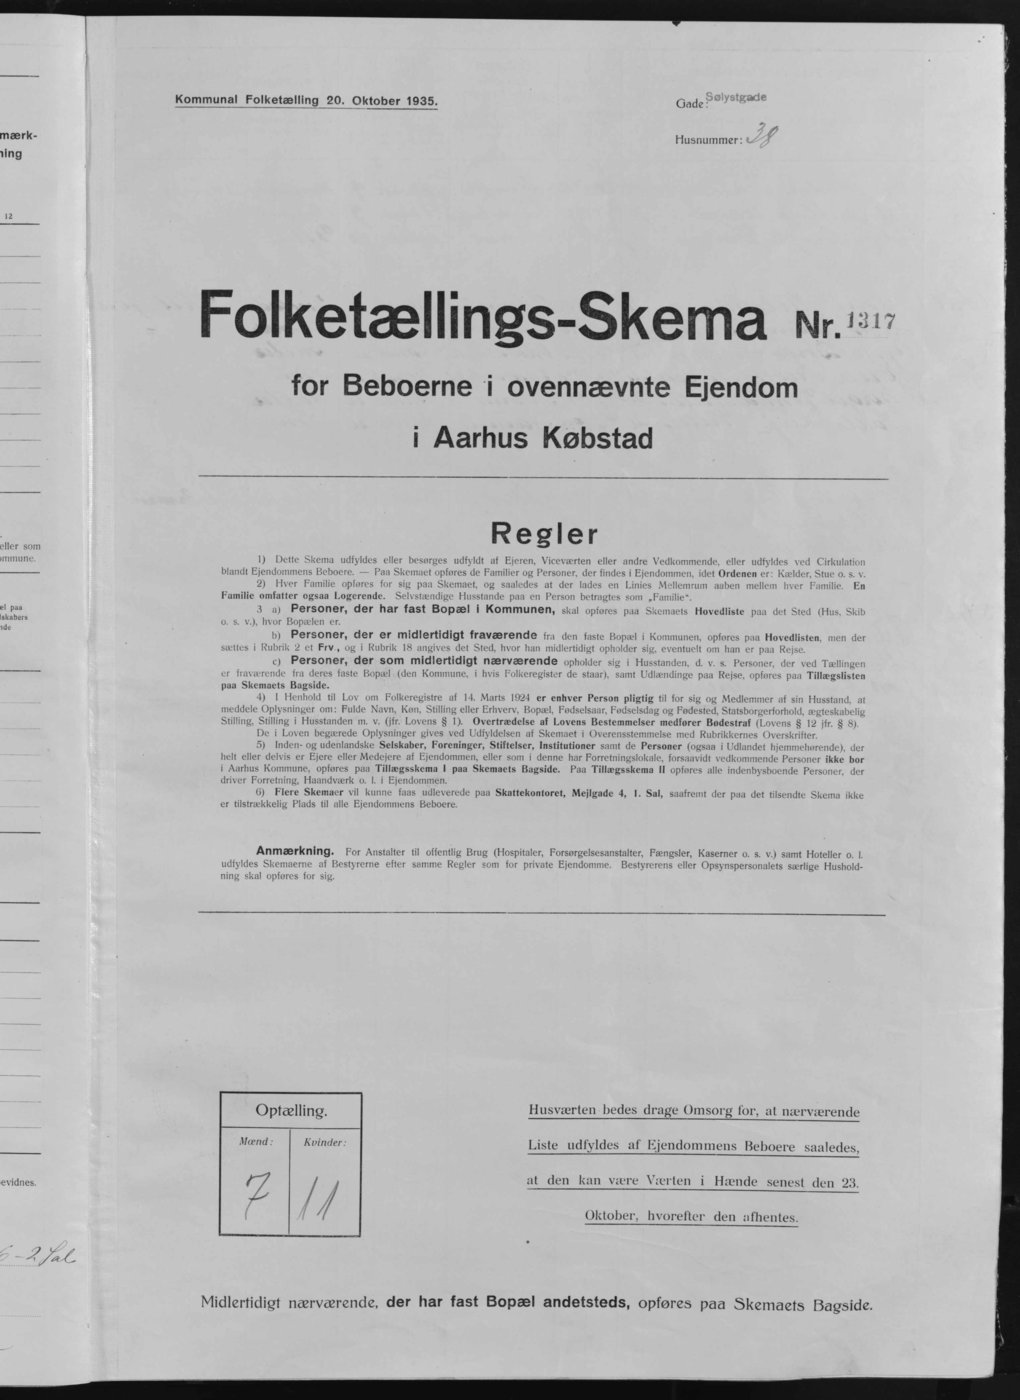 mærk-
ning
12
eller som
ommune.
el paa
lskabers
nde
evidnes.
6 - 2 Sal
Kommunal Folketælling 20. Oktober 1935.
Gade: Sølystgade
Husnummer: 38
Folketællings-Skema Nr. 1317
for Beboerne i ovennævnte Ejendom
i Aarhus Købstad
Regler
1) Dette Skema udfyldes eller besørges udfyldt af Ejeren, Viceværten eller andre Vedkommende, eller udfyldes ved Cirkulation
blandt Ejendommens Beboere. — Paa Skemaet opføres de Familier og Personer, der findes i Ejendommen, idet Ordenen er: Kælder, Stue o. s. v.
2) Hver Familie opføres for sig paa Skemaet, og saaledes at der lades en Linies Mellemrum aaben mellem hver Familie. En
Familie omfatter ogsaa Logerende. Selvstændige Husstande paa en Person betragtes som „Familie“.
3 a) Personer, der har fast Bopæl i Kommunen, skal opføres paa Skemaets Hovedliste paa det Sted (Hus, Skib
o. s. v.), hvor Bopælen er.
b) Personer, der er midlertidigt fraværende fra den faste Bopæl i Kommunen, opføres paa Hovedlisten, men der
sættes i Rubrik 2 et Frv., og i Rubrik 18 angives det Sted, hvor han midlertidigt opholder sig, eventuelt om han er paa Rejse.
c) Personer, der som midlertidigt nærværende opholder sig i Husstanden, d. v. s. Personer, der ved Tællingen
er fraværende fra deres faste Bopæl (den Kommune, i hvis Folkeregister de staar), samt Udlændinge paa Rejse, opføres paa Tillægslisten
paa Skemaets Bagside.
4) I Henhold til Lov om Folkeregistre af 14. Marts 1924 er enhver Person pligtig til for sig og Medlemmer af sin Husstand, at
meddele Oplysninger om: Fulde Navn, Køn, Stilling eller Erhverv, Bopæl, Fødselsaar, Fødselsdag og Fødested, Statsborgerforhold, ægteskabelig
Stilling, Stilling i Husstanden m. v. (jfr. Lovens § 1). Overtrædelse af Lovens Bestemmelser medfører Bødestraf (Lovens § 12 jfr. § 8).
De i Loven begærede Oplysninger gives ved Udfyldelsen af Skemaet i Overensstemmelse med Rubrikkernes Overskrifter.
5) Inden- og udenlandske Selskaber, Foreninger, Stiftelser, Institutioner samt de Personer (ogsaa i Udlandet hjemmehørende), der
helt eller delvis er Ejere eller Medejere af Ejendommen, eller som i denne har Forretningslokale, forsaavidt vedkommende Personer ikke bor
i Aarhus Kommune, opføres paa Tillægsskema I paa Skemaets Bagside. Paa Tillægsskema II opføres alle indenbysboende Personer, der
driver Forretning, Haandværk o. l. i Ejendommen.
6) Flere Skemaer vil kunne faas udleverede paa Skattekontoret, Mejlgade 4, 1. Sal, saafremt der paa det tilsendte Skema ikke
er tilstrækkelig Plads til alle Ejendommens Beboere.
Anmærkning. For Anstalter til offentlig Brug (Hospitaler, Forsørgelsesanstalter, Fængsler, Kaserner o. s. v.) samt Hoteller o. l.
udfyldes Skemaerne af Bestyrerne efter samme Regler som for private Ejendomme. Bestyrerens eller Opsynspersonalets særlige Hushold-
ning skal opføres for sig.
Optælling.
Mænd: Kvinder:
7 11
Husværten bedes drage Omsorg for, at nærværende
Liste udfyldes af Ejendommens Beboere saaledes,
at den kan være Værten i Hænde senest den 23.
Oktober, hvorefter den afhentes.
Midlertidigt nærværende, der har fast Bopæl andetsteds, opføres paa Skemaets Bagside.